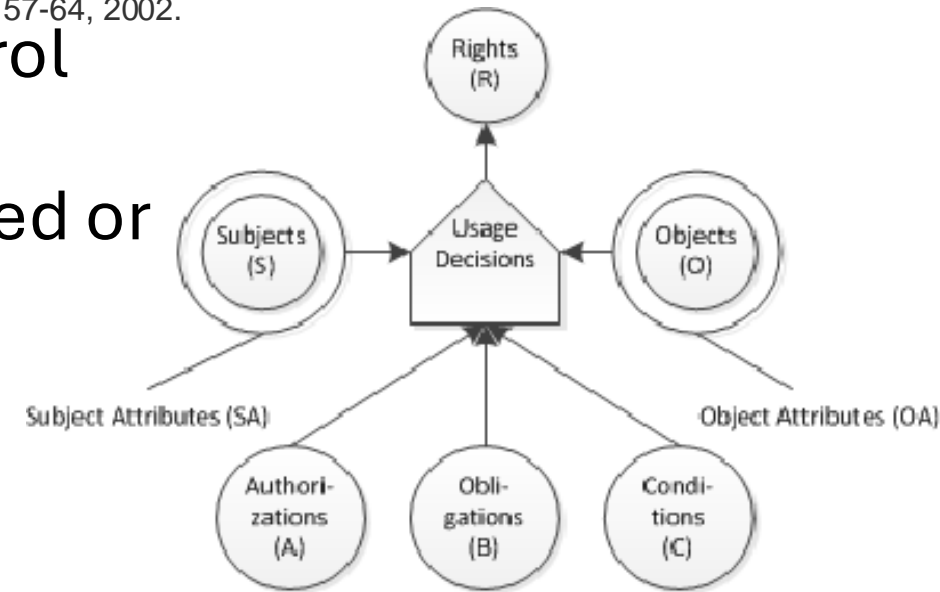 57-64, 2002.
rol
Rights
(R)
ed or
Subjects
(S)
Usage
Decisions
Objects
(O)
Subject Attributes (SA)
Object Attributes (OA)
Authori-
zations
(A)
Obli-
gations
(B)
Condi-
tions
(C)